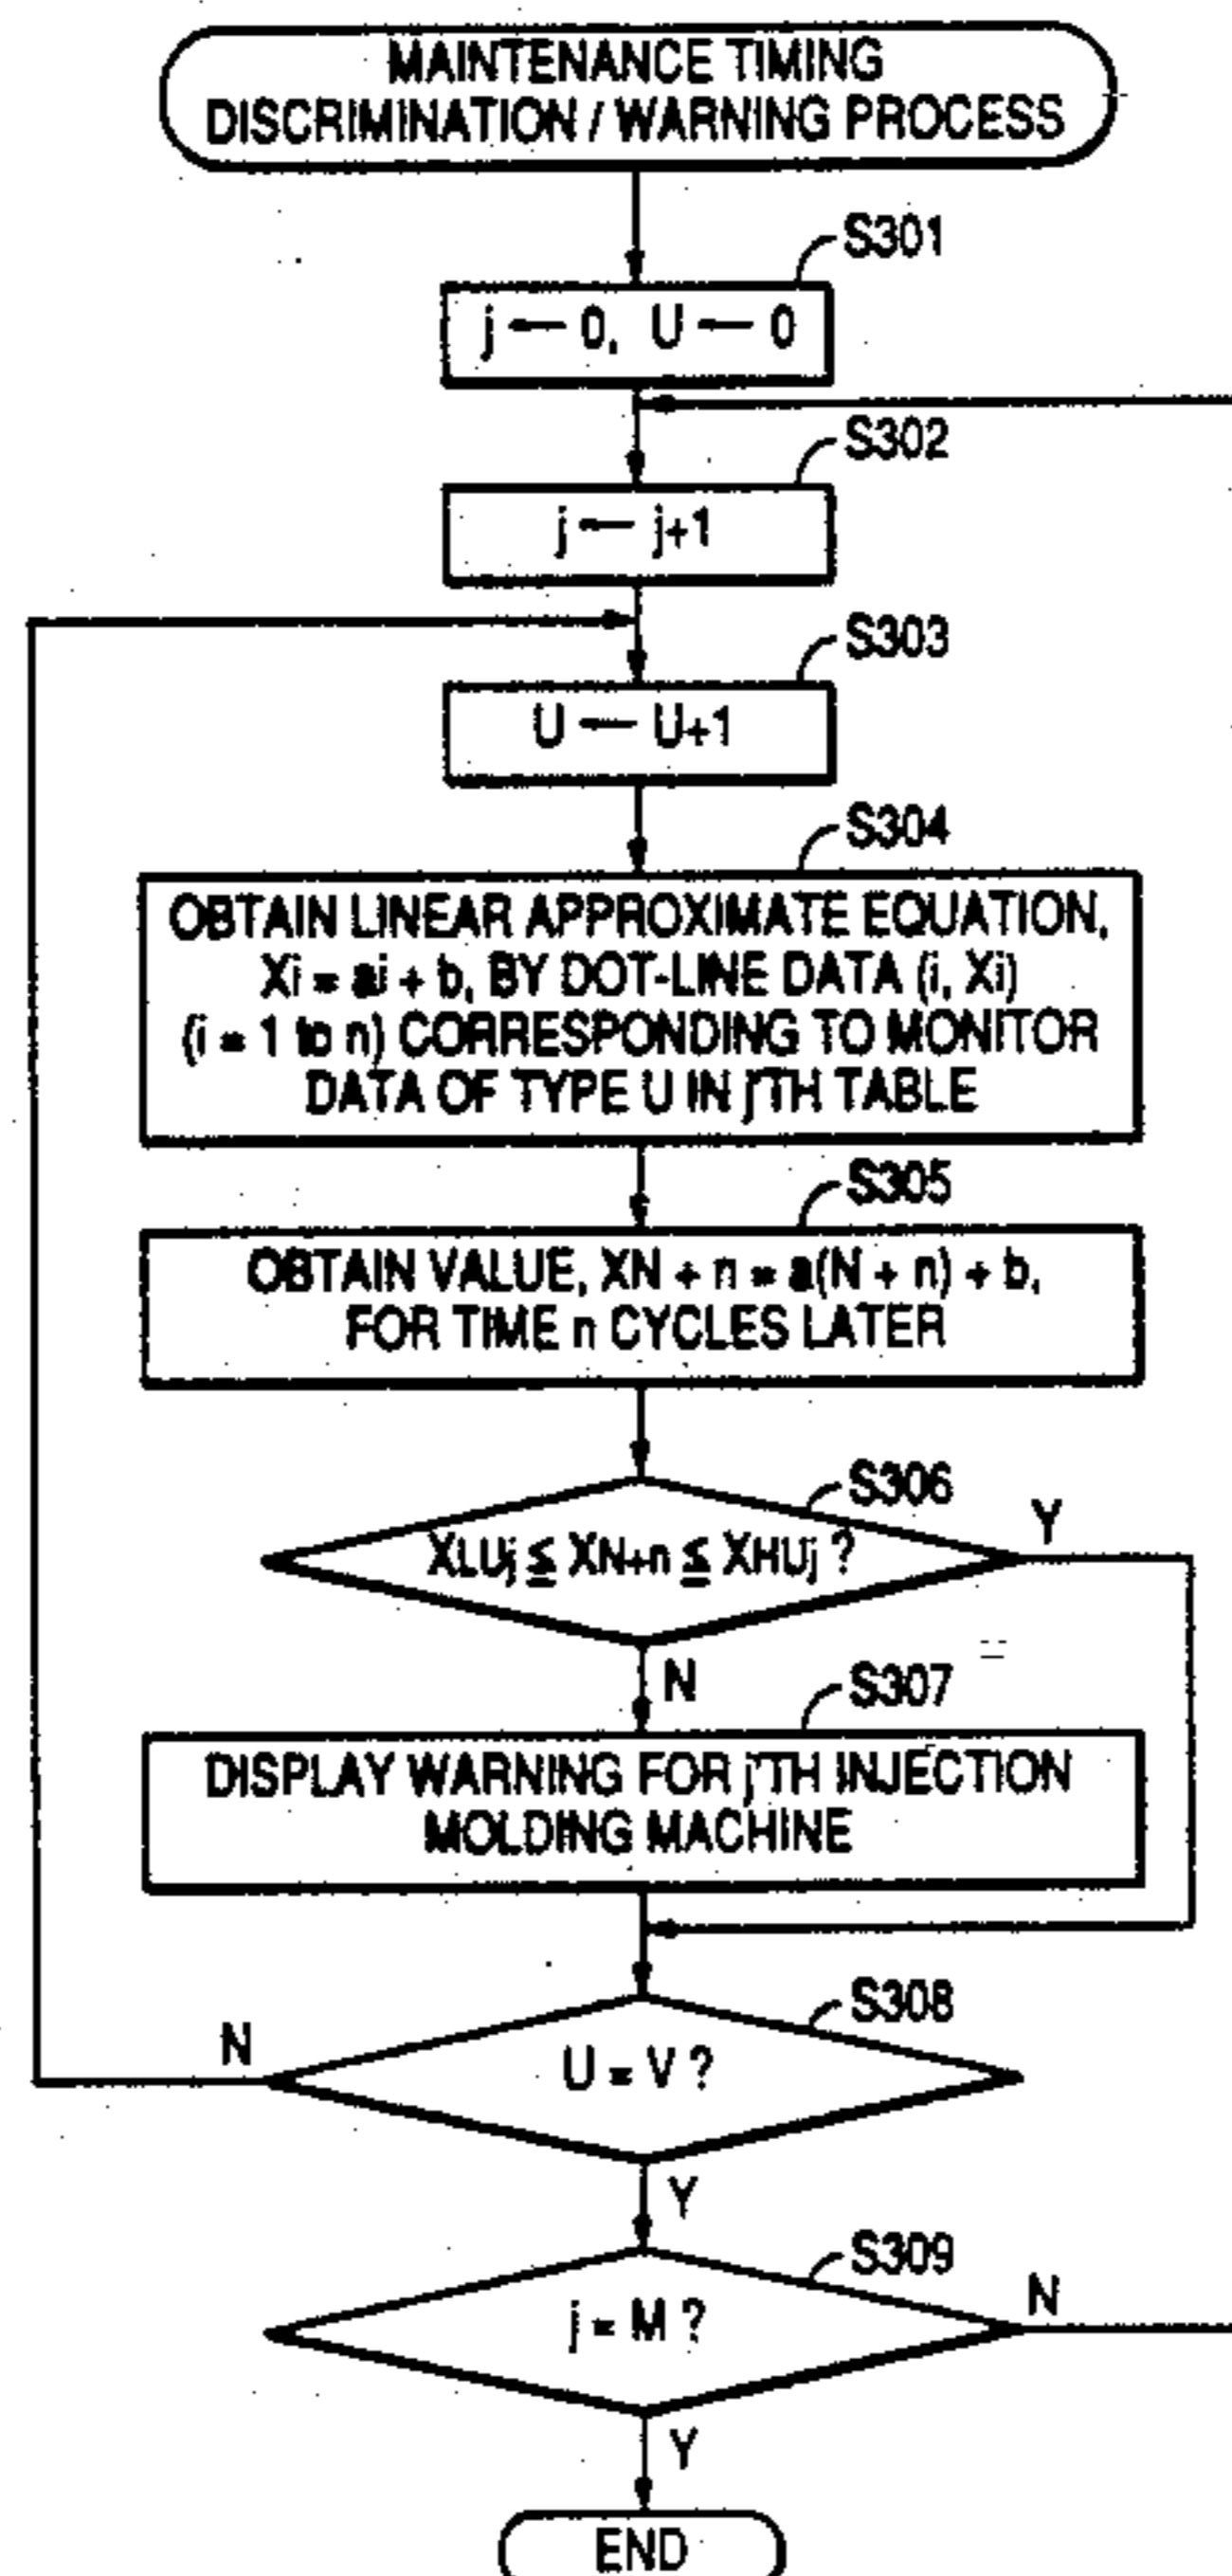 MAINTENANCE TIMING
DISCRIMINATION / WARNING PROCESS
S301
j ← 0, U ← 0
S302
j ← j+1
S303
U ← U+1
S304
OBTAIN LINEAR APPROXIMATE EQUATION,
Xi = ai + b, BY DOT-LINE DATA (i, Xi)
(i = 1 to n) CORRESPONDING TO MONITOR
DATA OF TYPE U IN j'TH TABLE
S305
OBTAIN VALUE, XN + n = a(N + n) + b,
FOR TIME n CYCLES LATER
S306
XLUj ≦ XN+n ≦ XHUj ?
Y
N
S307
DISPLAY WARNING FOR j'TH INJECTION
MOLDING MACHINE
S308
N
U = V ?
Y
S309
j = M ?
N
Y
END